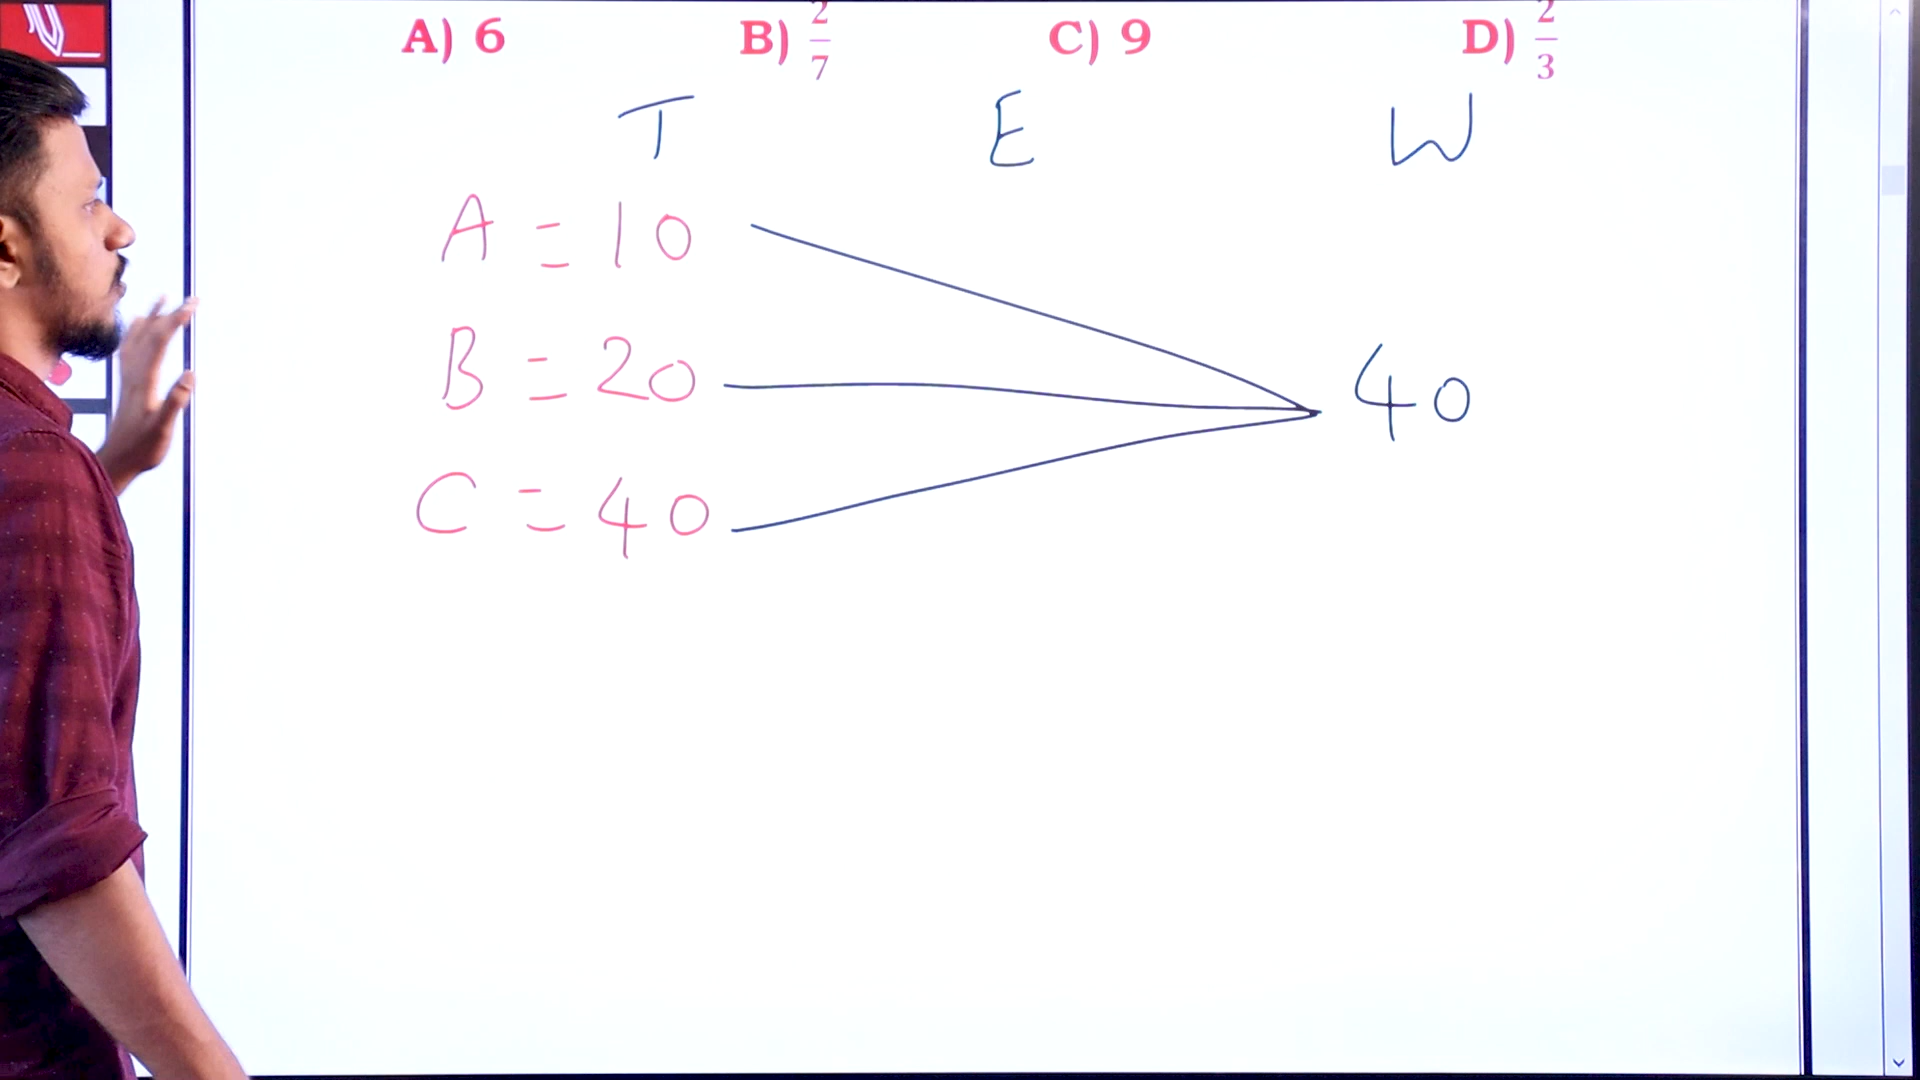 A) 6 B) 2/7 C) 9 D) 2/3
T E W
A = 10
B = 20 40
C = 40